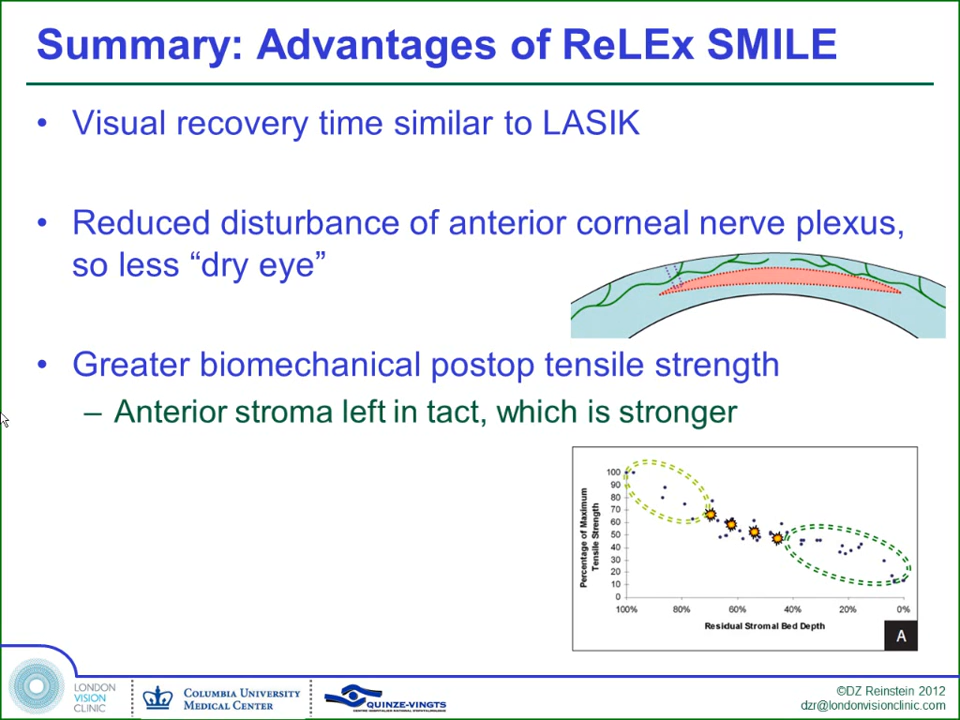 Summary: Advantages of ReLEx SMILE
• Visual recovery time similar to LASIK
• Reduced disturbance of anterior corneal nerve plexus,
so less “dry eye”
• Greater biomechanical postop tensile strength
– Anterior stroma left in tact, which is stronger
Percentage of Maximum
Tensile Strength
100
90
80
70
60
50
40
30
20
10
0
100% 80% 60% 40% 20% 0%
Residual Stromal Bed Depth
A
LONDON
VISION
CLINIC
COLUMBIA UNIVERSITY
MEDICAL CENTER
QUINZE-VINGTS
CENTRE HOSPITALIER NATIONAL D'OPHTALMOLOGIE
©DZ Reinstein 2012
dzr@londonvisionclinic.com